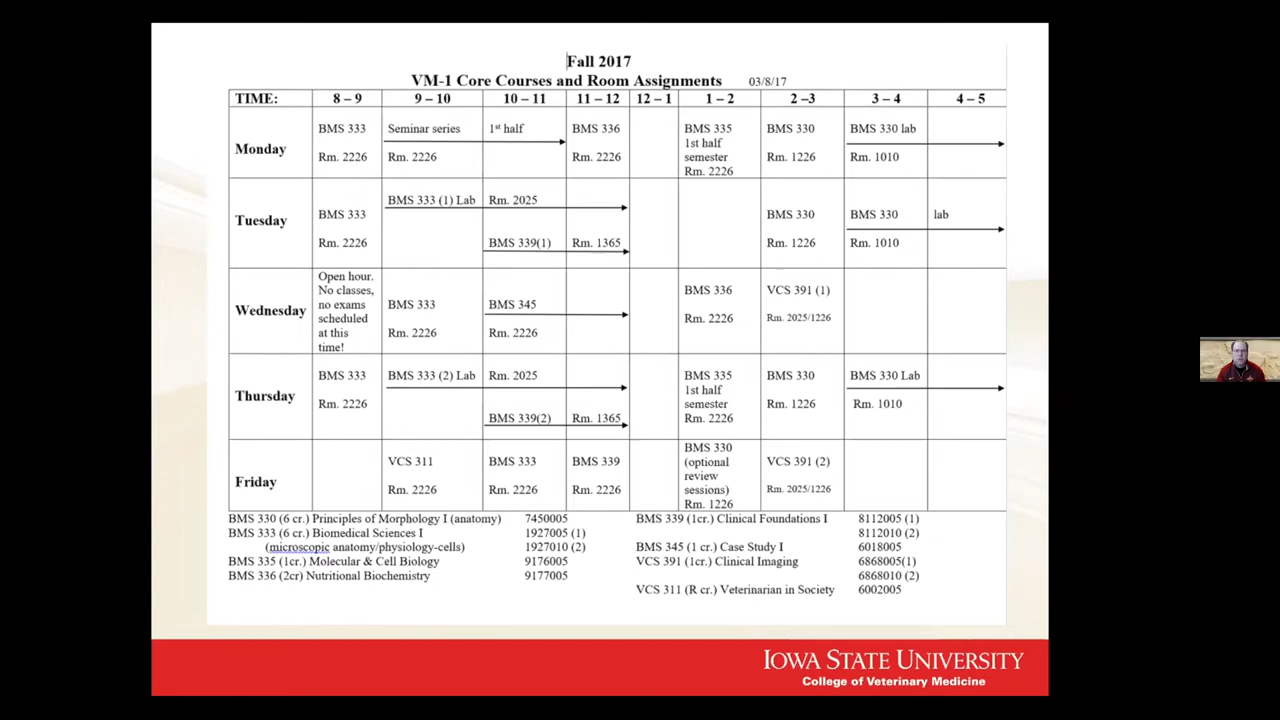 Fall 2017
VM-1 Core Courses and Room Assignments 03/8/17
TIME: 8 – 9 9 – 10 10 – 11 11 – 12 12 – 1 1 – 2 2 –3 3 – 4 4 – 5
Monday
BMS 333
Rm. 2226
Seminar series 1st half
Rm. 2226
BMS 336
Rm. 2226
BMS 335
1st half
semester
Rm. 2226
BMS 330
Rm. 1226
BMS 330 lab
Rm. 1010
Tuesday
BMS 333
Rm. 2226
BMS 333 (1) Lab Rm. 2025
BMS 339(1) Rm. 1365
BMS 330
Rm. 1226
BMS 330 lab
Rm. 1010
Wednesday
Open hour.
No classes,
no exams
scheduled
at this
time!
BMS 333
Rm. 2226
BMS 345
Rm. 2226
BMS 336
Rm. 2226
VCS 391 (1)
Rm. 2025/1226
Thursday
BMS 333
Rm. 2226
BMS 333 (2) Lab Rm. 2025
BMS 339(2) Rm. 1365
BMS 335
1st half
semester
Rm. 2226
BMS 330
Rm. 1226
BMS 330 Lab
Rm. 1010
Friday
VCS 311
Rm. 2226
BMS 333
Rm. 2226
BMS 339
Rm. 2226
BMS 330
(optional
review
sessions)
Rm. 1226
VCS 391 (2)
Rm. 2025/1226
BMS 330 (6 cr.) Principles of Morphology I (anatomy) 7450005
BMS 333 (6 cr.) Biomedical Sciences I 1927005 (1)
(microscopic anatomy/physiology-cells) 1927010 (2)
BMS 335 (1cr.) Molecular & Cell Biology 9176005
BMS 336 (2cr) Nutritional Biochemistry 9177005
BMS 339 (1cr.) Clinical Foundations I 8112005 (1)
8112010 (2)
BMS 345 (1 cr.) Case Study I 6018005
VCS 391 (1cr.) Clinical Imaging 6868005(1)
6868010 (2)
VCS 311 (R cr.) Veterinarian in Society 6002005
IOWA STATE UNIVERSITY
College of Veterinary Medicine